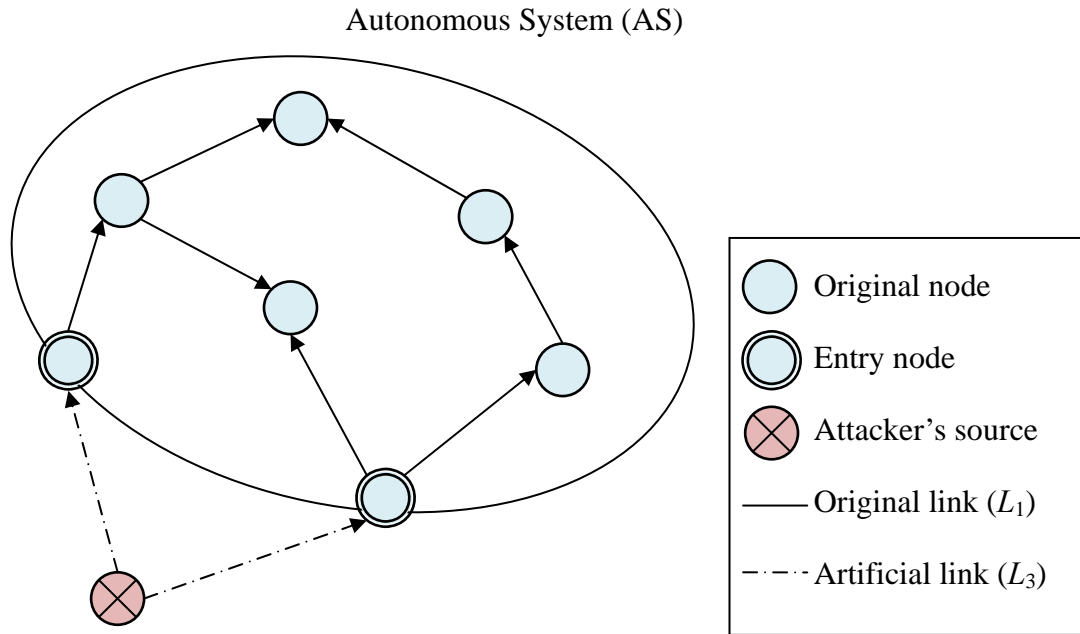 Autonomous System (AS)
Original node
Entry node
Attacker’s source
Original link (L₁)
Artificial link (L₃)